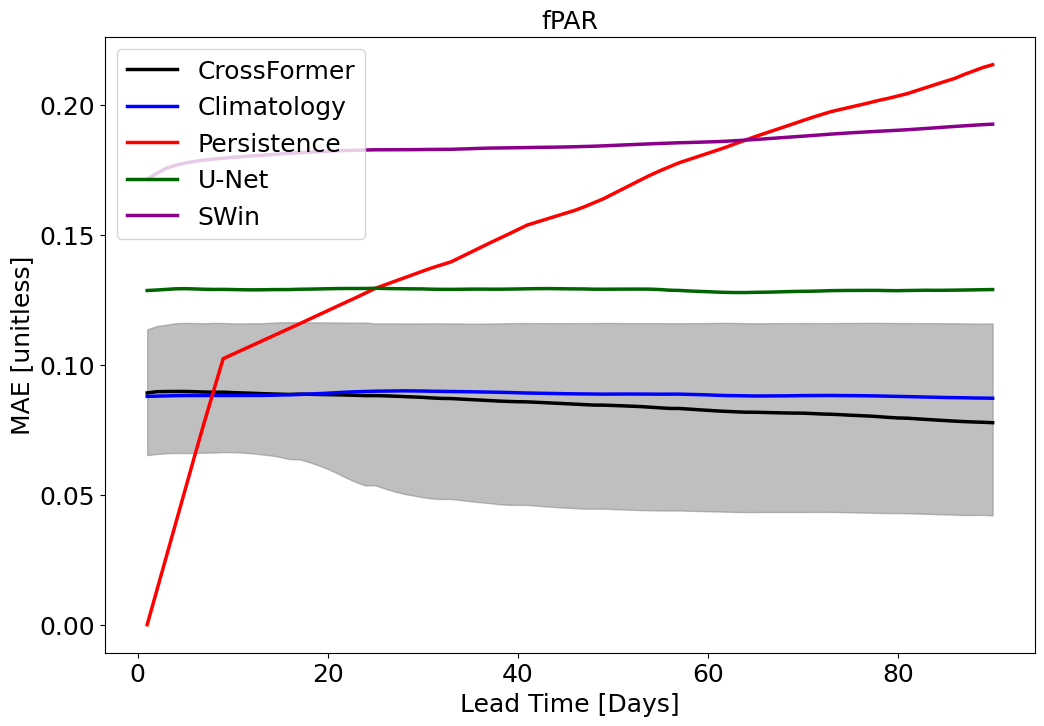 fPAR
CrossFormer
Climatology
Persistence
U-Net
SWin
MAE [unitless]
0.20
0.15
0.10
0.05
0.00
0 20 40 60 80
Lead Time [Days]